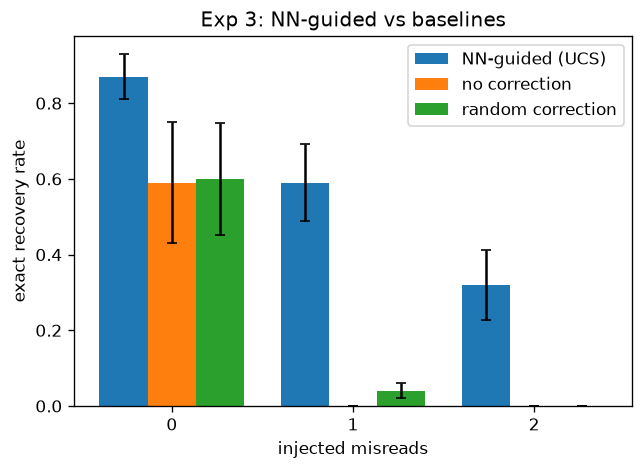 Exp 3: NN-guided vs baselines
NN-guided (UCS)
no correction
random correction
exact recovery rate
0.8
0.6
0.4
0.2
0.0
0 1 2
injected misreads